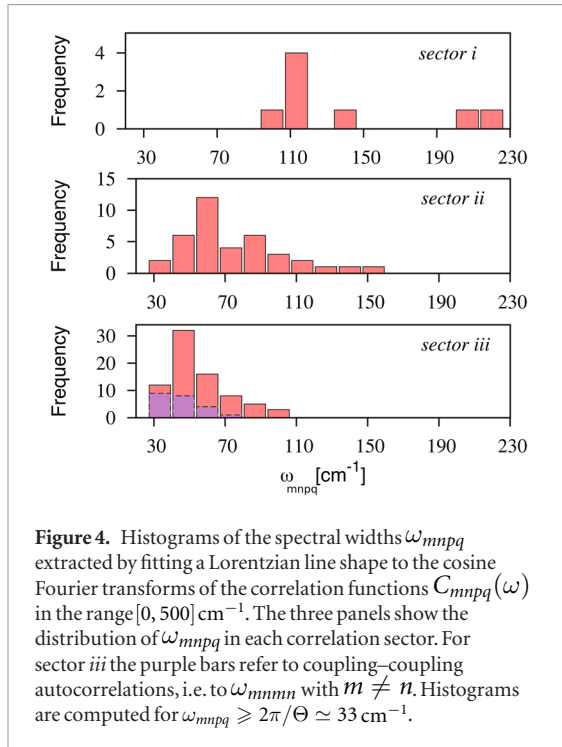 Frequency
4
2
0
sector i
30 70 110 150 190 230
Frequency
15
10
5
0
sector ii
30 70 110 150 190 230
Frequency
30
20
10
0
sector iii
30 70 110 150 190 230
ω_mnpq[cm⁻¹]
Figure 4. Histograms of the spectral widths ω_mnpq
extracted by fitting a Lorentzian line shape to the cosine
Fourier transforms of the correlation functions C_mnpq(ω)
in the range [0, 500] cm⁻¹. The three panels show the
distribution of ω_mnpq in each correlation sector. For
sector iii the purple bars refer to coupling–coupling
autocorrelations, i.e. to ω_mnmn with m ≠ n. Histograms
are computed for ω_mnpq ⩾ 2π/Θ ≃ 33 cm⁻¹.